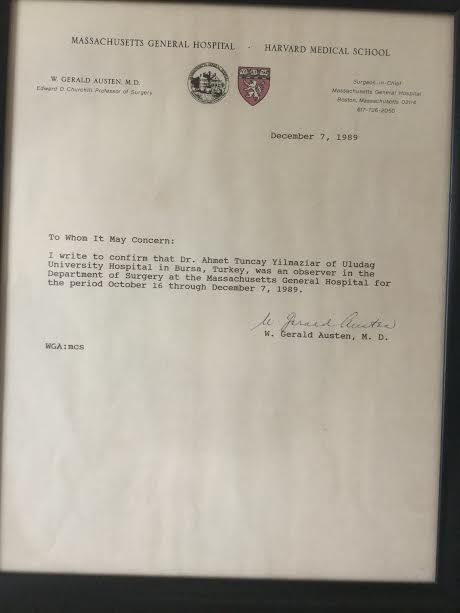 MASSACHUSETTS GENERAL HOSPITAL · HARVARD MEDICAL SCHOOL
W. GERALD AUSTEN, M.D.
Edward D. Churchill Professor of Surgery
Surgeon-in-Chief
Massachusetts General Hospital
Boston, Massachusetts 02114
617-726-2050
December 7, 1989
To Whom It May Concern:
I write to confirm that Dr. Ahmet Tuncay Yilmaziar of Uludag
University Hospital in Bursa, Turkey, was an observer in the
Department of Surgery at the Massachusetts General Hospital for
the period October 16 through December 7, 1989.
W Gerald Austen
W. Gerald Austen, M. D.
WGA:mcs